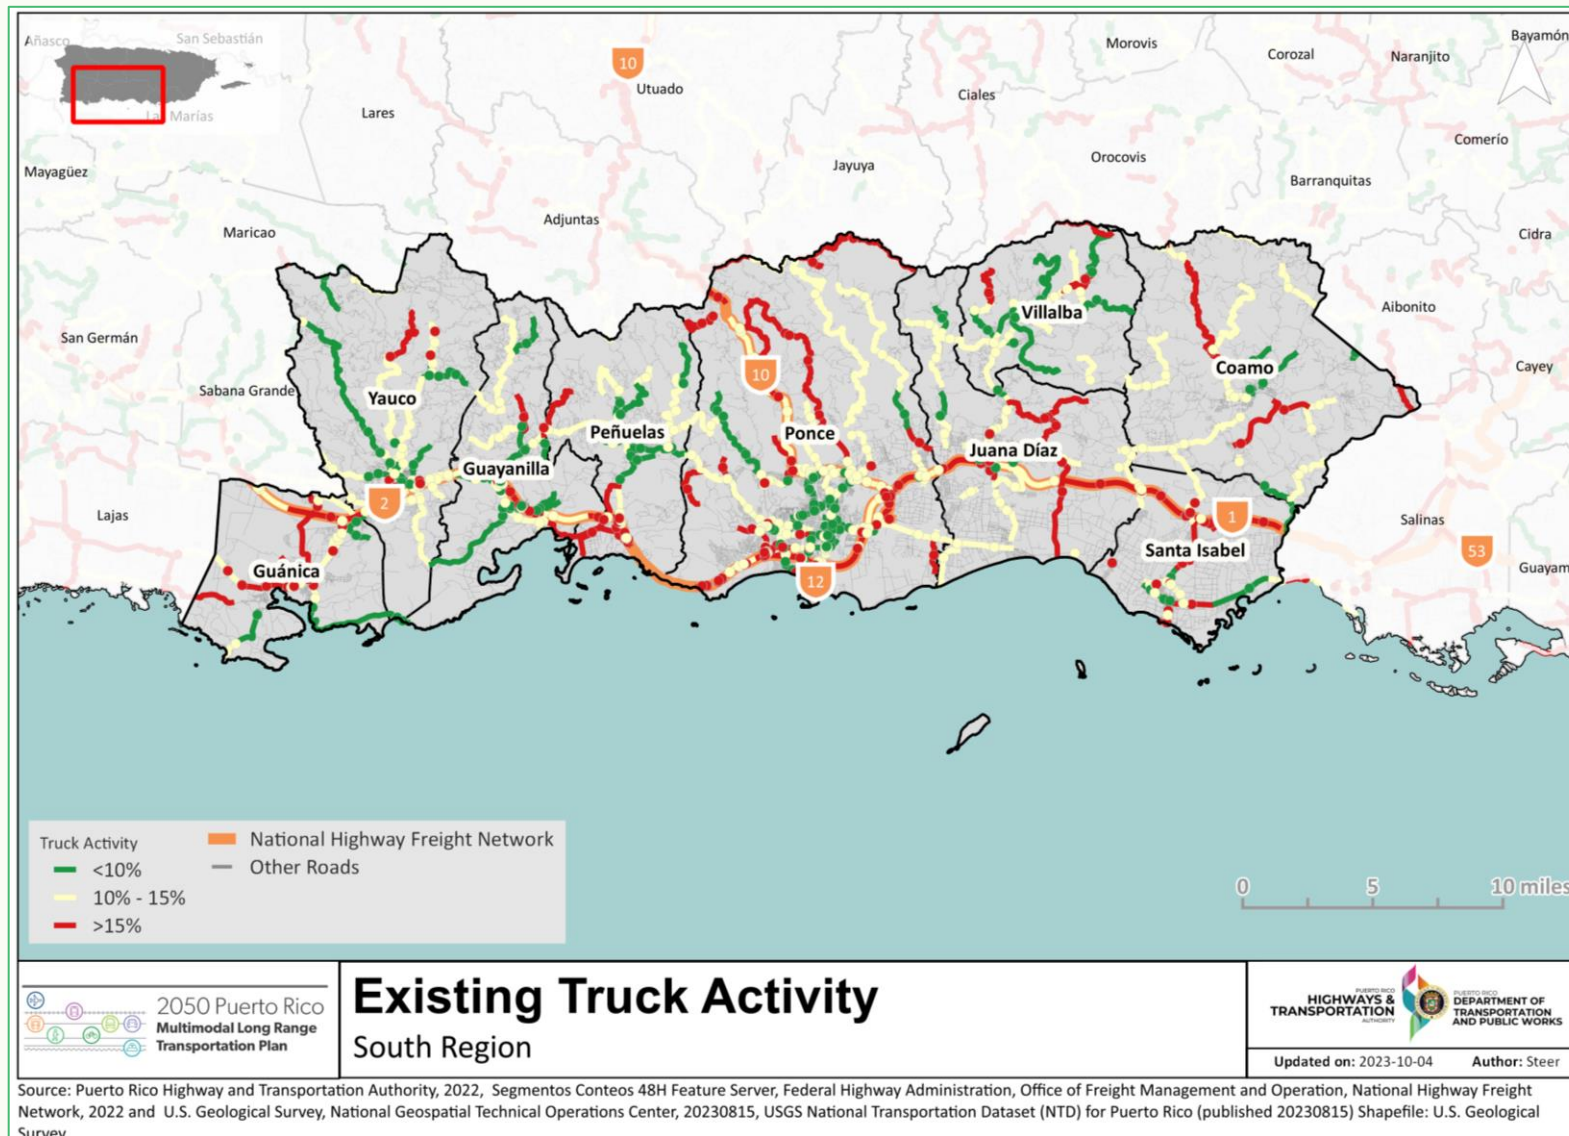 Añasco
San Sebastián
Las Marías
Mayagüez
Lares
10
Utuado
Morovis
Corozal
Bayamón
Naranjito
Ciales
Comerío
Jayuya
Orocovis
Barranquitas
Adjuntas
Maricao
Cidra
San Germán
Villalba
Aibonito
Sabana Grande
10
Coamo
Cayey
Yauco
Peñuelas
Ponce
Juana Díaz
Guayanilla
2
Lajas
1
Salinas
Santa Isabel
53
Guánica
12
Guayam
Truck Activity
<10%
10% - 15%
>15%
National Highway Freight Network
Other Roads
0 5 10 miles
2050 Puerto Rico
Multimodal Long Range
Transportation Plan
Existing Truck Activity
South Region
PUERTO RICO
HIGHWAYS &
TRANSPORTATION
AUTHORITY
PUERTO RICO
DEPARTMENT OF
TRANSPORTATION
AND PUBLIC WORKS
Updated on: 2023-10-04 Author: Steer
Source: Puerto Rico Highway and Transportation Authority, 2022, Segmentos Conteos 48H Feature Server, Federal Highway Administration, Office of Freight Management and Operation, National Highway Freight
Network, 2022 and U.S. Geological Survey, National Geospatial Technical Operations Center, 20230815, USGS National Transportation Dataset (NTD) for Puerto Rico (published 20230815) Shapefile: U.S. Geological
Survey